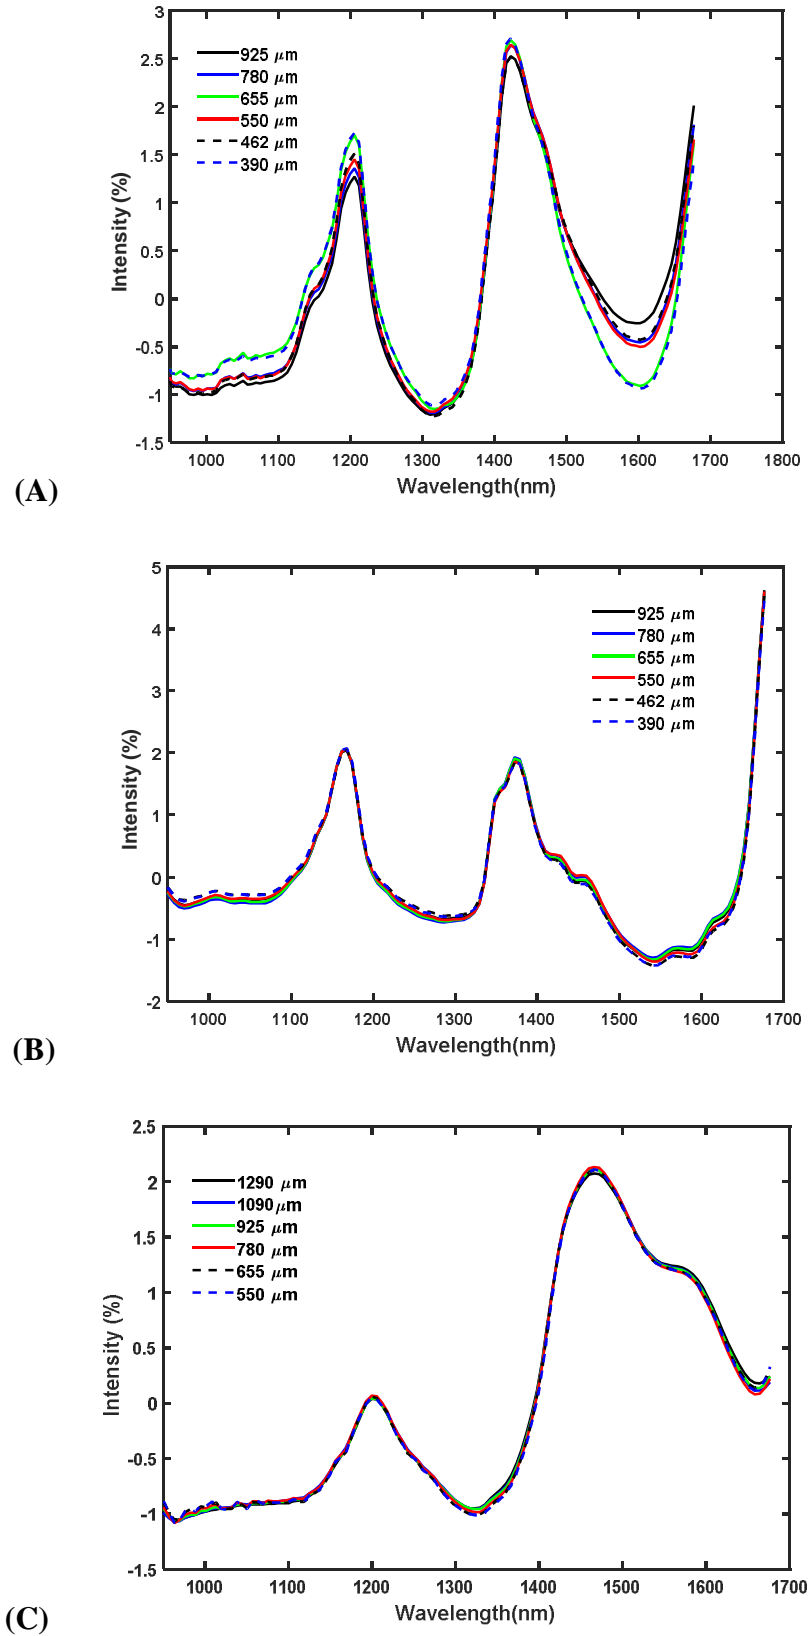 3
2.5
2
1.5
1
0.5
0
-0.5
-1
-1.5
Intensity (%)
925 μm
780 μm
655 μm
550 μm
462 μm
390 μm
1000 1100 1200 1300 1400 1500 1600 1700 1800
Wavelength(nm)
(A)
5
4
3
2
1
0
-1
-2
Intensity (%)
925 μm
780 μm
655 μm
550 μm
462 μm
390 μm
1000 1100 1200 1300 1400 1500 1600 1700
Wavelength(nm)
(B)
2.5
2
1.5
1
0.5
0
-0.5
-1
-1.5
Intensity (%)
1290 μm
1090μm
925 μm
780 μm
655 μm
550 μm
1000 1100 1200 1300 1400 1500 1600 1700
Wavelength(nm)
(C)